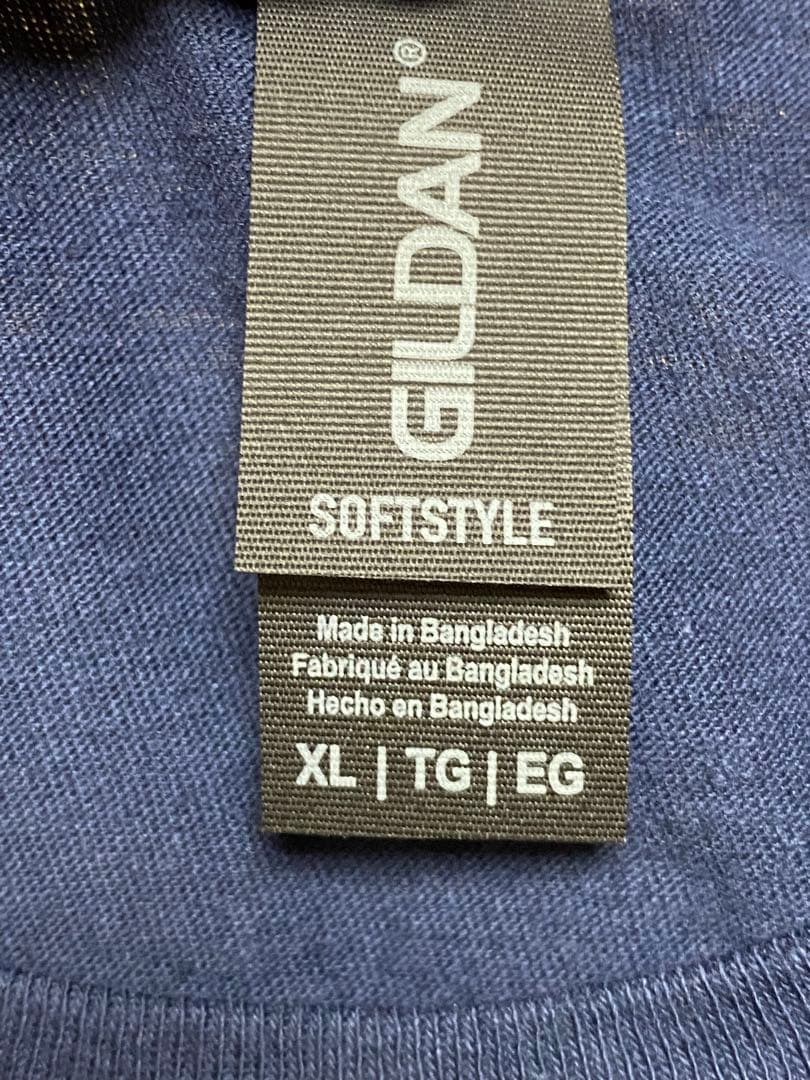 GILDAN®
SOFTSTYLE
Made in Bangladesh
Fabriqué au Bangladesh
Hecho en Bangladesh
XL | TG | EG